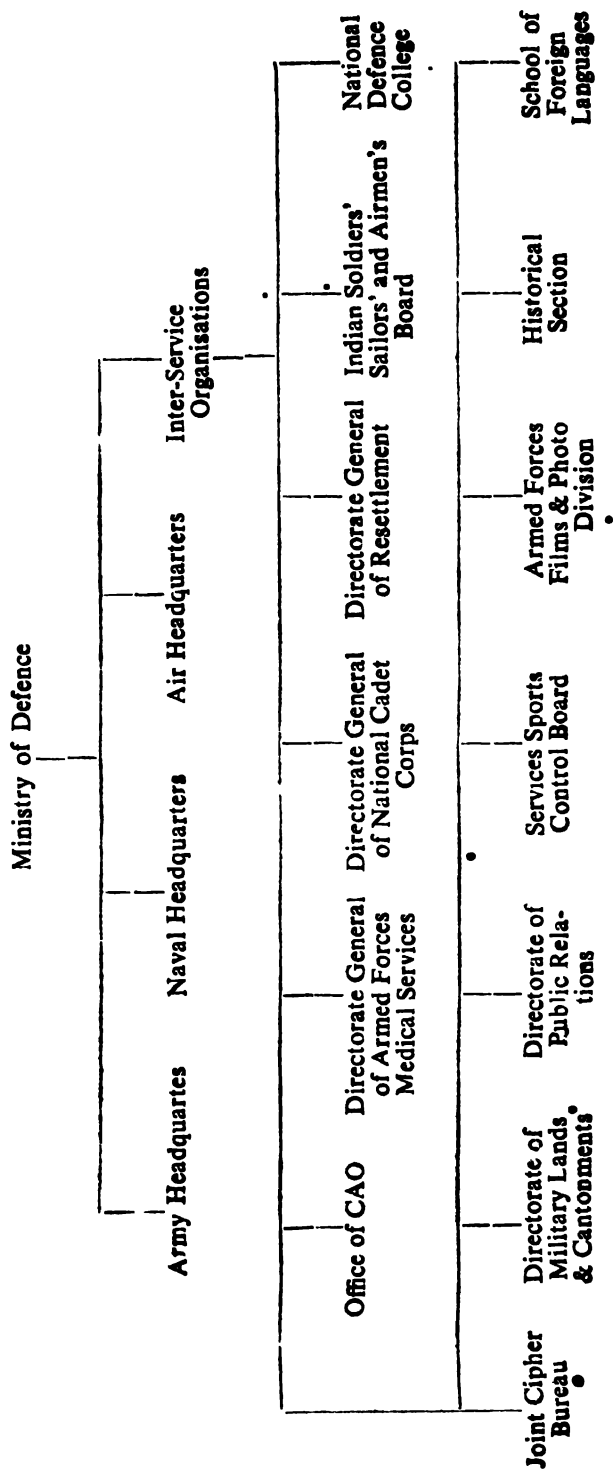 Ministry of Defence
Army Headquartes
Naval Headquarters
Air Headquarters
Inter-Service
Organisations
Office of CAO
Directorate General
of Armed Forces
Medical Services
Directorate General
of National Cadet
Corps
Directorate General
of Resettlement
Indian Soldiers'
Sailors' and Airmen's
Board
National
Defence
College
Joint Cipher
Bureau
Directorate of
Military Lands
& Cantonments
Directorate of
Public Rela-
tions
Services Sports
Control Board
Armed Forces
Films & Photo
Division
Historical
Section
School of
Foreign
Languages